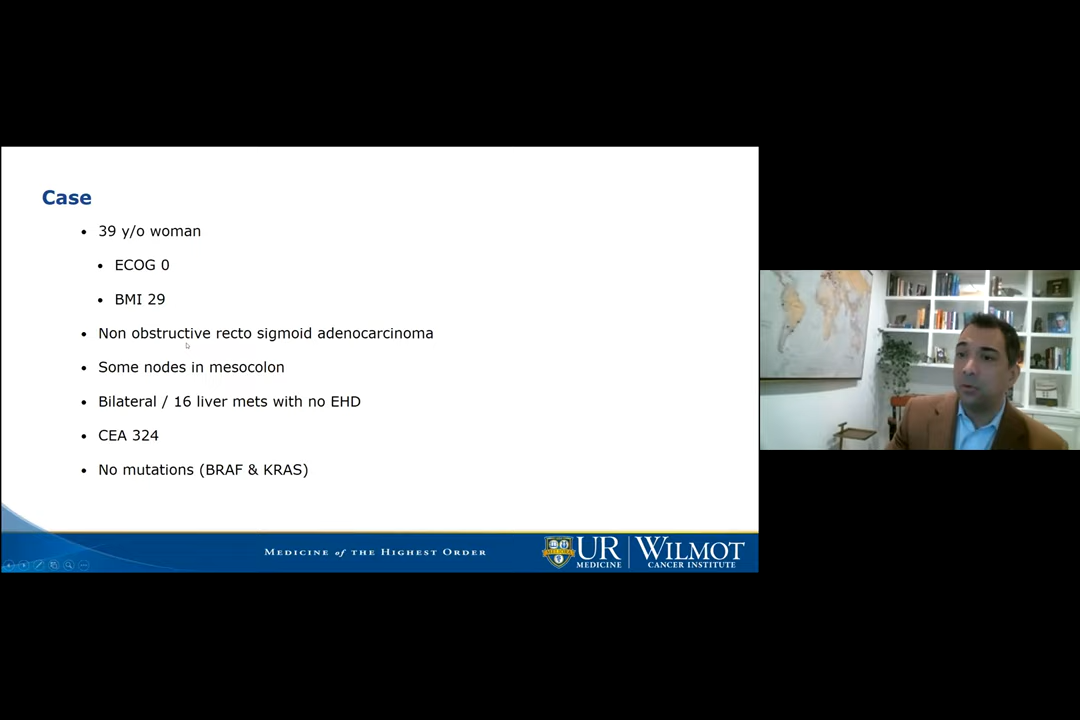 Case
39 y/o woman
ECOG 0
BMI 29
Non obstructive recto sigmoid adenocarcinoma
Some nodes in mesocolon
Bilateral / 16 liver mets with no EHD
CEA 324
No mutations (BRAF & KRAS)
MEDICINE of THE HIGHEST ORDER
MELIORA
UR
MEDICINE
WILMOT
CANCER INSTITUTE